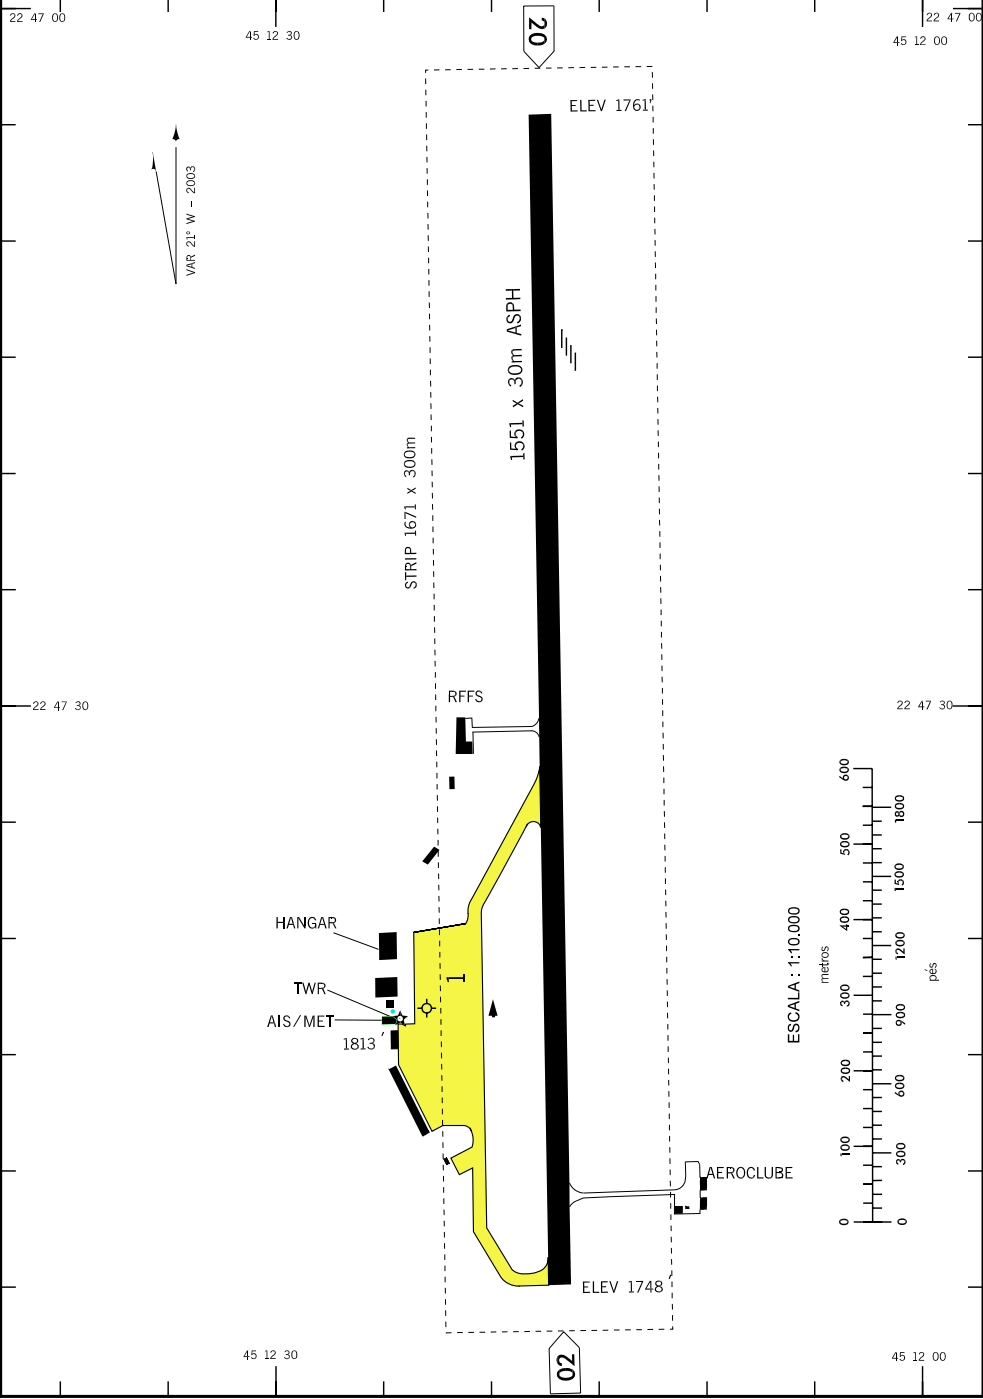 22 47 00
22 47 00
45 12 30
45 12 00
20
ELEV 1761'
VAR 21° W - 2003
1551 x 30m ASPH
STRIP 1671 x 300m
RFFS
22 47 30
22 47 30
HANGAR
TWR
AIS/MET
1813 '
1
ESCALA : 1:10.000
metros
pés
600
500
400
300
200
100
0
1800
1500
1200
900
600
300
0
AEROCLUBE
ELEV 1748'
02
45 12 30
45 12 00